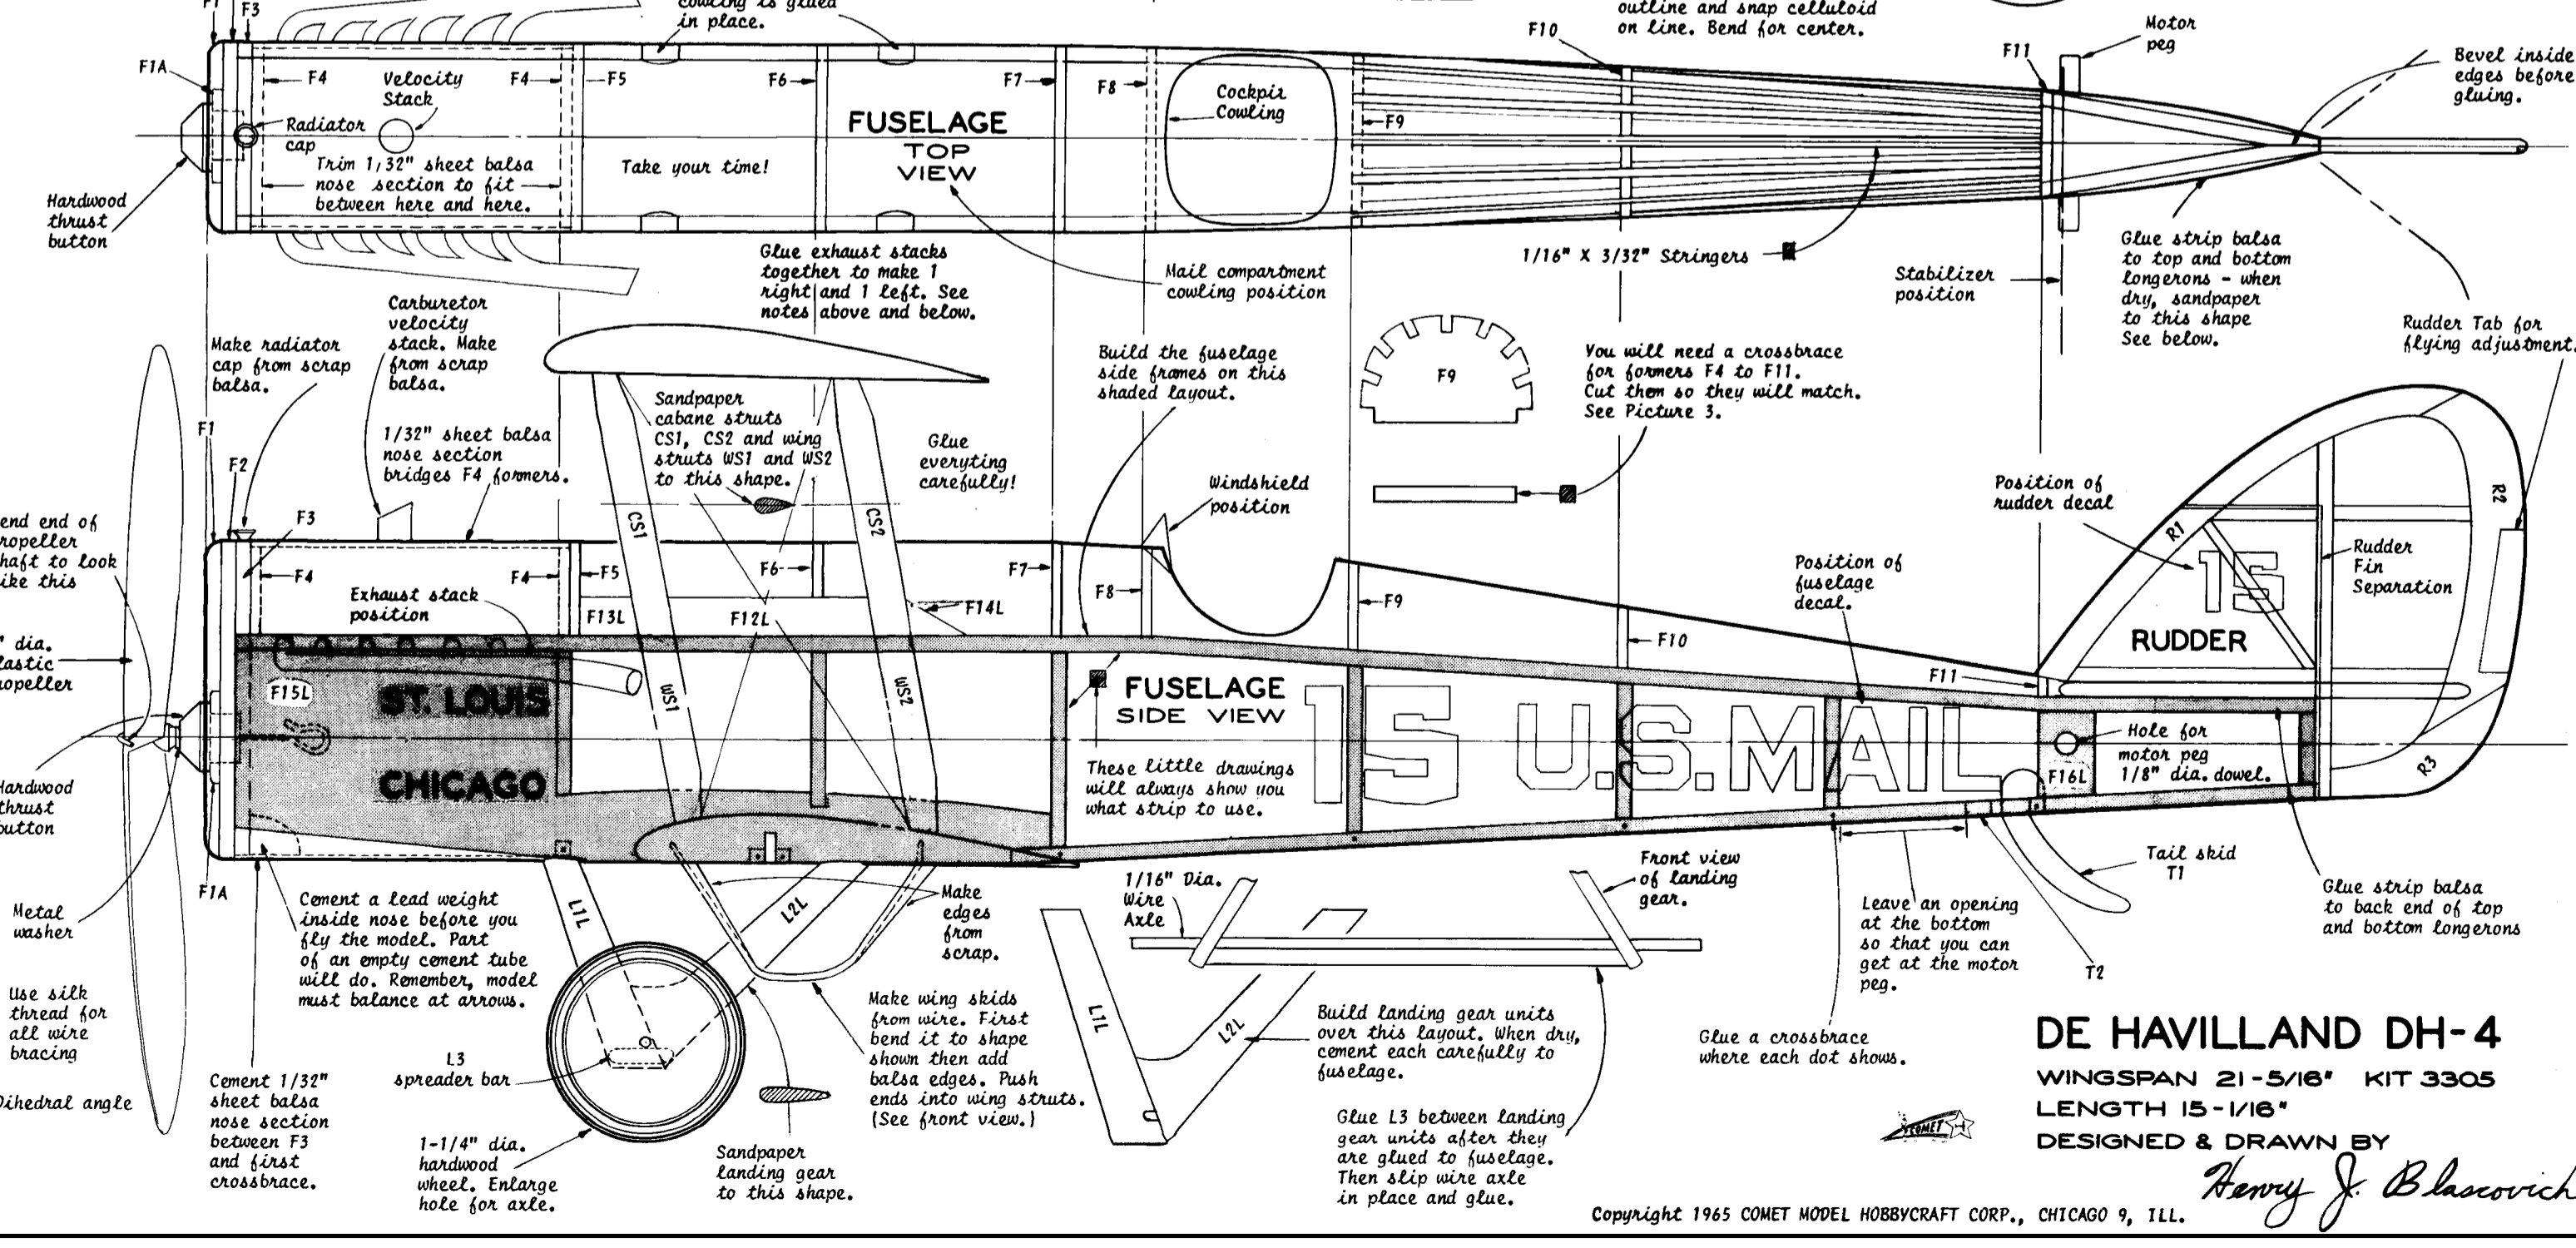 cowling is glued
in place.
outline and snap celluloid
on line. Bend for center.
F1
F3
F1A
F4
Velocity
Stack
F4
F5
F6
F7
F8
Cockpit
Cowling
F9
F10
F11
Motor
peg
Bevel inside
edges before
gluing.
Radiator
cap
Trim 1/32" sheet balsa
nose section to fit
between here and here.
Take your time!
FUSELAGE
TOP
VIEW
Hardwood
thrust
button
Glue exhaust stacks
together to make 1
right and 1 left. See
notes above and below.
Mail compartment
cowling position
1/16" X 3/32" Stringers
Stabilizer
position
Glue strip balsa
to top and bottom
longerons - when
dry, sandpaper
to this shape
See below.
Rudder Tab for
flying adjustment.
Make radiator
cap from scrap
balsa.
Carburetor
velocity
stack. Make
from scrap
balsa.
1/32" sheet balsa
nose section
bridges F4 formers.
Sandpaper
cabane struts
CS1, CS2 and wing
struts WS1 and WS2
to this shape.
Glue
everyting
carefully!
Build the fuselage
side frames on this
shaded layout.
F9
You will need a crossbrace
for formers F4 to F11.
Cut them so they will match.
See Picture 3.
Windshield
position
Position of
rudder decal
Position of
fuselage
decal.
F1
F2
F3
F4
F4
F5
F6
F7
F8
F9
F10
F11
Exhaust stack
position
F13L
F12L
F14L
CS1
CS2
WS1
WS2
F15L
ST. LOUIS
CHICAGO
FUSELAGE
SIDE VIEW
These little drawings
will always show you
what strip to use.
15 U.S.MAIL
R1
R2
R3
15
RUDDER
Rudder
Fin
Separation
Hole for
motor peg
1/8" dia. dowel.
F16L
end of
to look
this
dia.
Hardwood
thrust
button
Metal
washer
F1A
Use silk
thread for
all wire
bracing
Dihedral angle
Cement a lead weight
inside nose before you
fly the model. Part
of an empty cement tube
will do. Remember, model
must balance at arrows.
L1L
L2L
Make
edges
from
scrap.
1/16" Dia.
Wire
Axle
Front view
of landing
gear.
Leave an opening
at the bottom
so that you can
get at the motor
peg.
T2
Tail skid
T1
Glue strip balsa
to back end of top
and bottom longerons
Cement 1/32"
sheet balsa
nose section
between F3
and first
crossbrace.
L3
spreader bar
1-1/4" dia.
hardwood
wheel. Enlarge
hole for axle.
Sandpaper
landing gear
to this shape.
Make wing skids
from wire. First
bend it to shape
shown then add
balsa edges. Push
ends into wing struts.
(See front view.)
L1L
L2L
Build landing gear units
over this layout. When dry,
cement each carefully to
fuselage.
Glue L3 between landing
gear units after they
are glued to fuselage.
Then slip wire axle
in place and glue.
Glue a crossbrace
where each dot shows.
COMET
DE HAVILLAND DH-4
WINGSPAN 21-5/16" KIT 3305
LENGTH 15-1/16"
DESIGNED & DRAWN BY
Henry J. Blascovich
Copyright 1965 COMET MODEL HOBBYCRAFT CORP., CHICAGO 9, ILL.